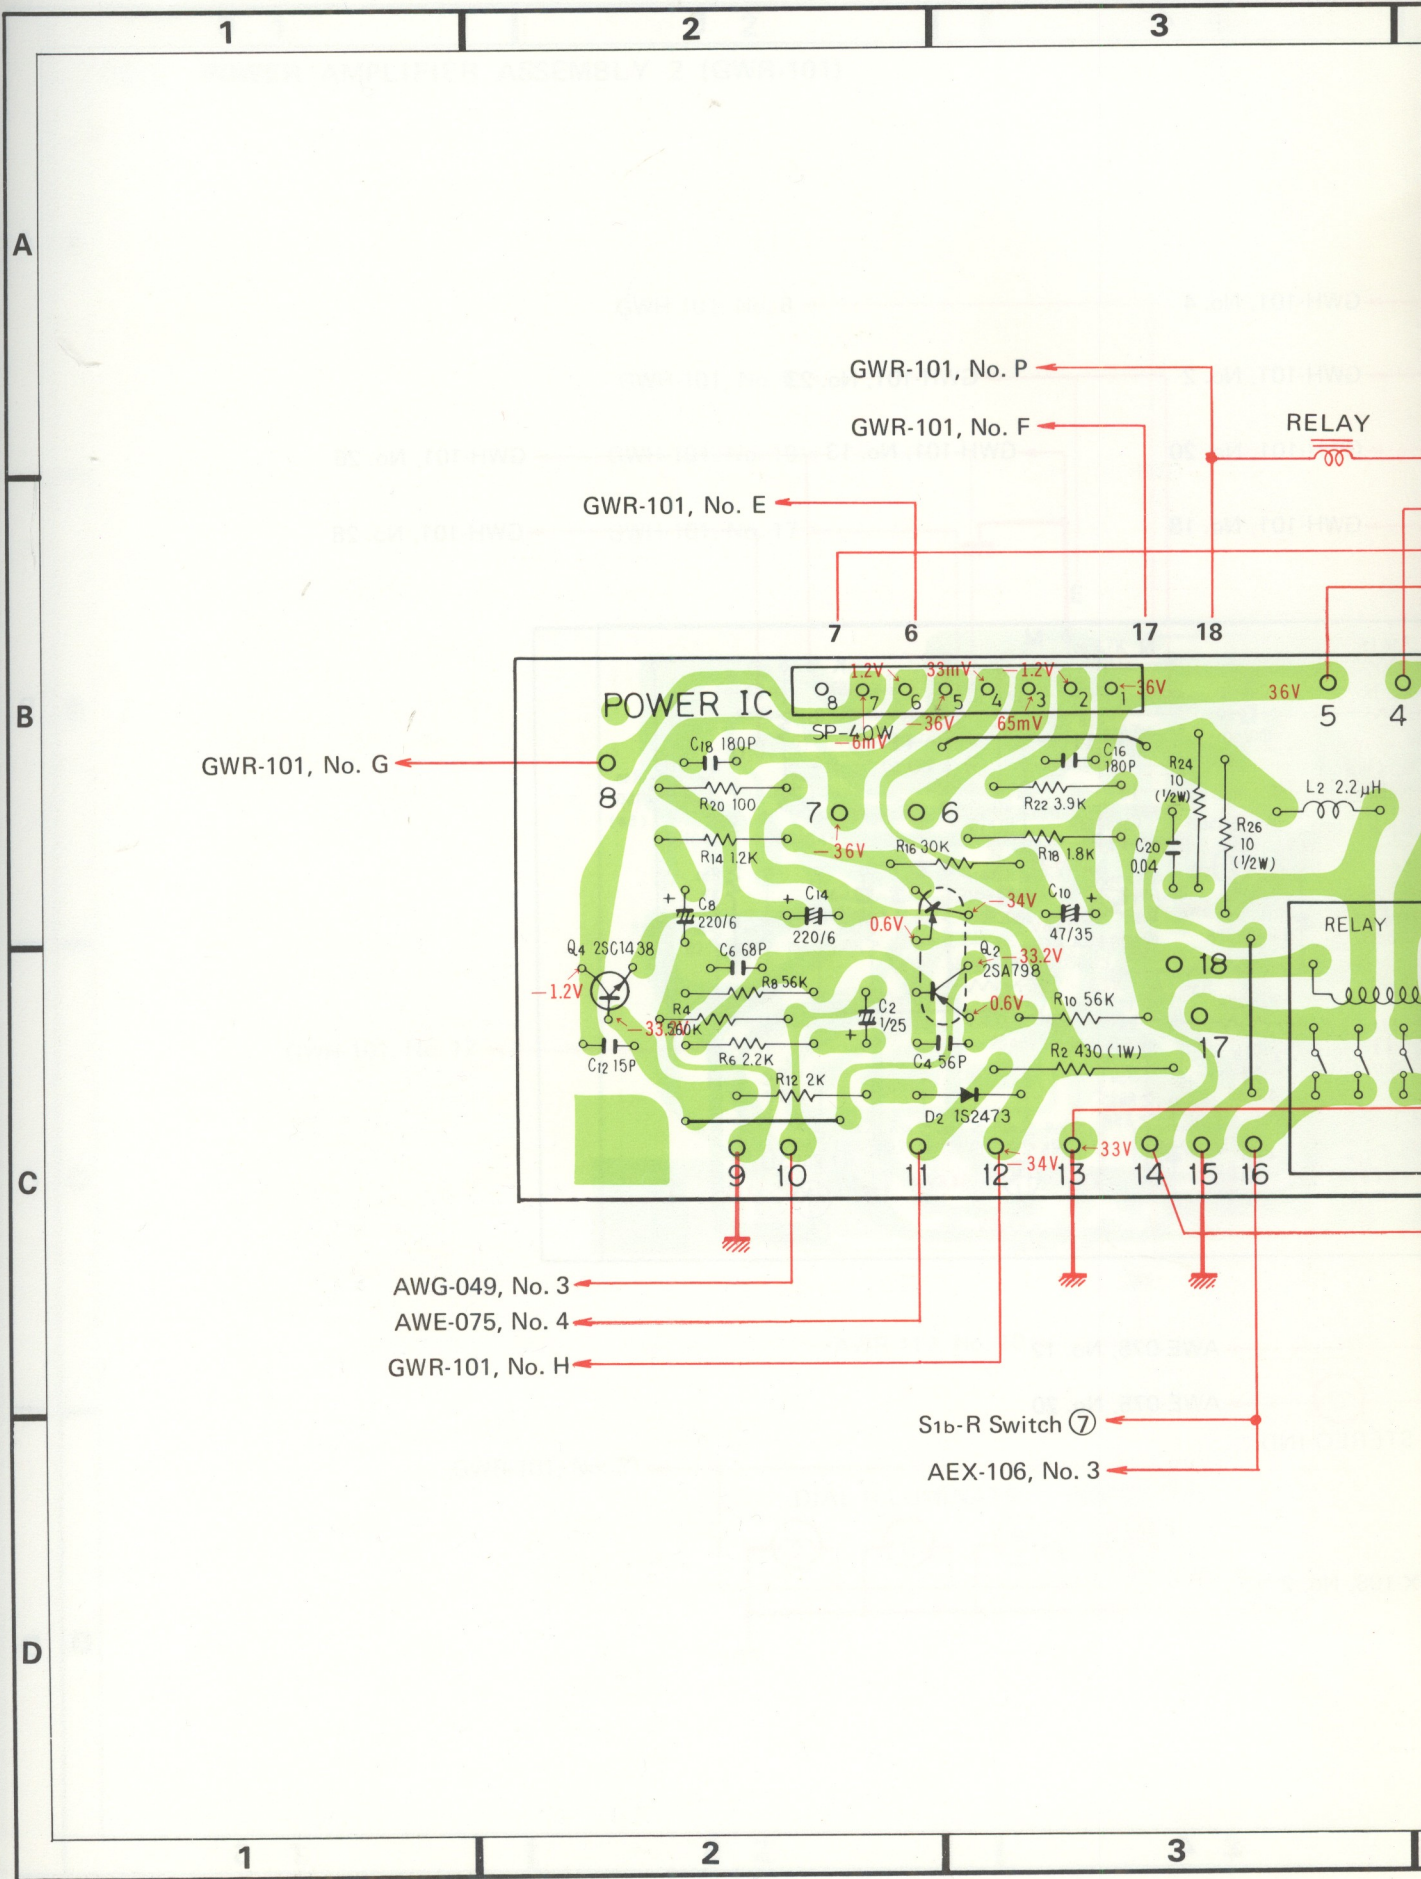 1 2 3
A
GWR-101, No. P
GWR-101, No. F
RELAY
GWR-101, No. E
7 6 17 18
B
POWER IC
1.2V 33mV —1.2V
8 7 6 5 4 3 2 1
—36V
36V
5 4
SP-40W
—6mV
—36V
65mV
GWR-101, No. G
8
C18 180P
C16
180P
R24
10
(1/2W)
L2 2.2μH
R20 100
7
6
R22 3.9K
R26
10
(1/2W)
R14 1.2K
—36V
R16 30K
R18 1.8K
C20
0.04
+ C8
220/6
+ C14
220/6
—34V
C10 +
47/35
0.6V
RELAY
Q4 2SC1438
C6 68P
Q2
2SA798
—33.2V
18
—1.2V
R8 56K
C2
1/25
+
0.6V
R10 56K
R4
560K
17
C12 15P
R6 2.2K
C4 56P
R2 430 (1W)
R12 2K
D2 1S2473
C
9 10 11 12 13 14 15 16
—34V
—33V
AWG-049, No. 3
AWE-075, No. 4
GWR-101, No. H
S1b-R Switch ⑦
AEX-106, No. 3
D
1 2 3